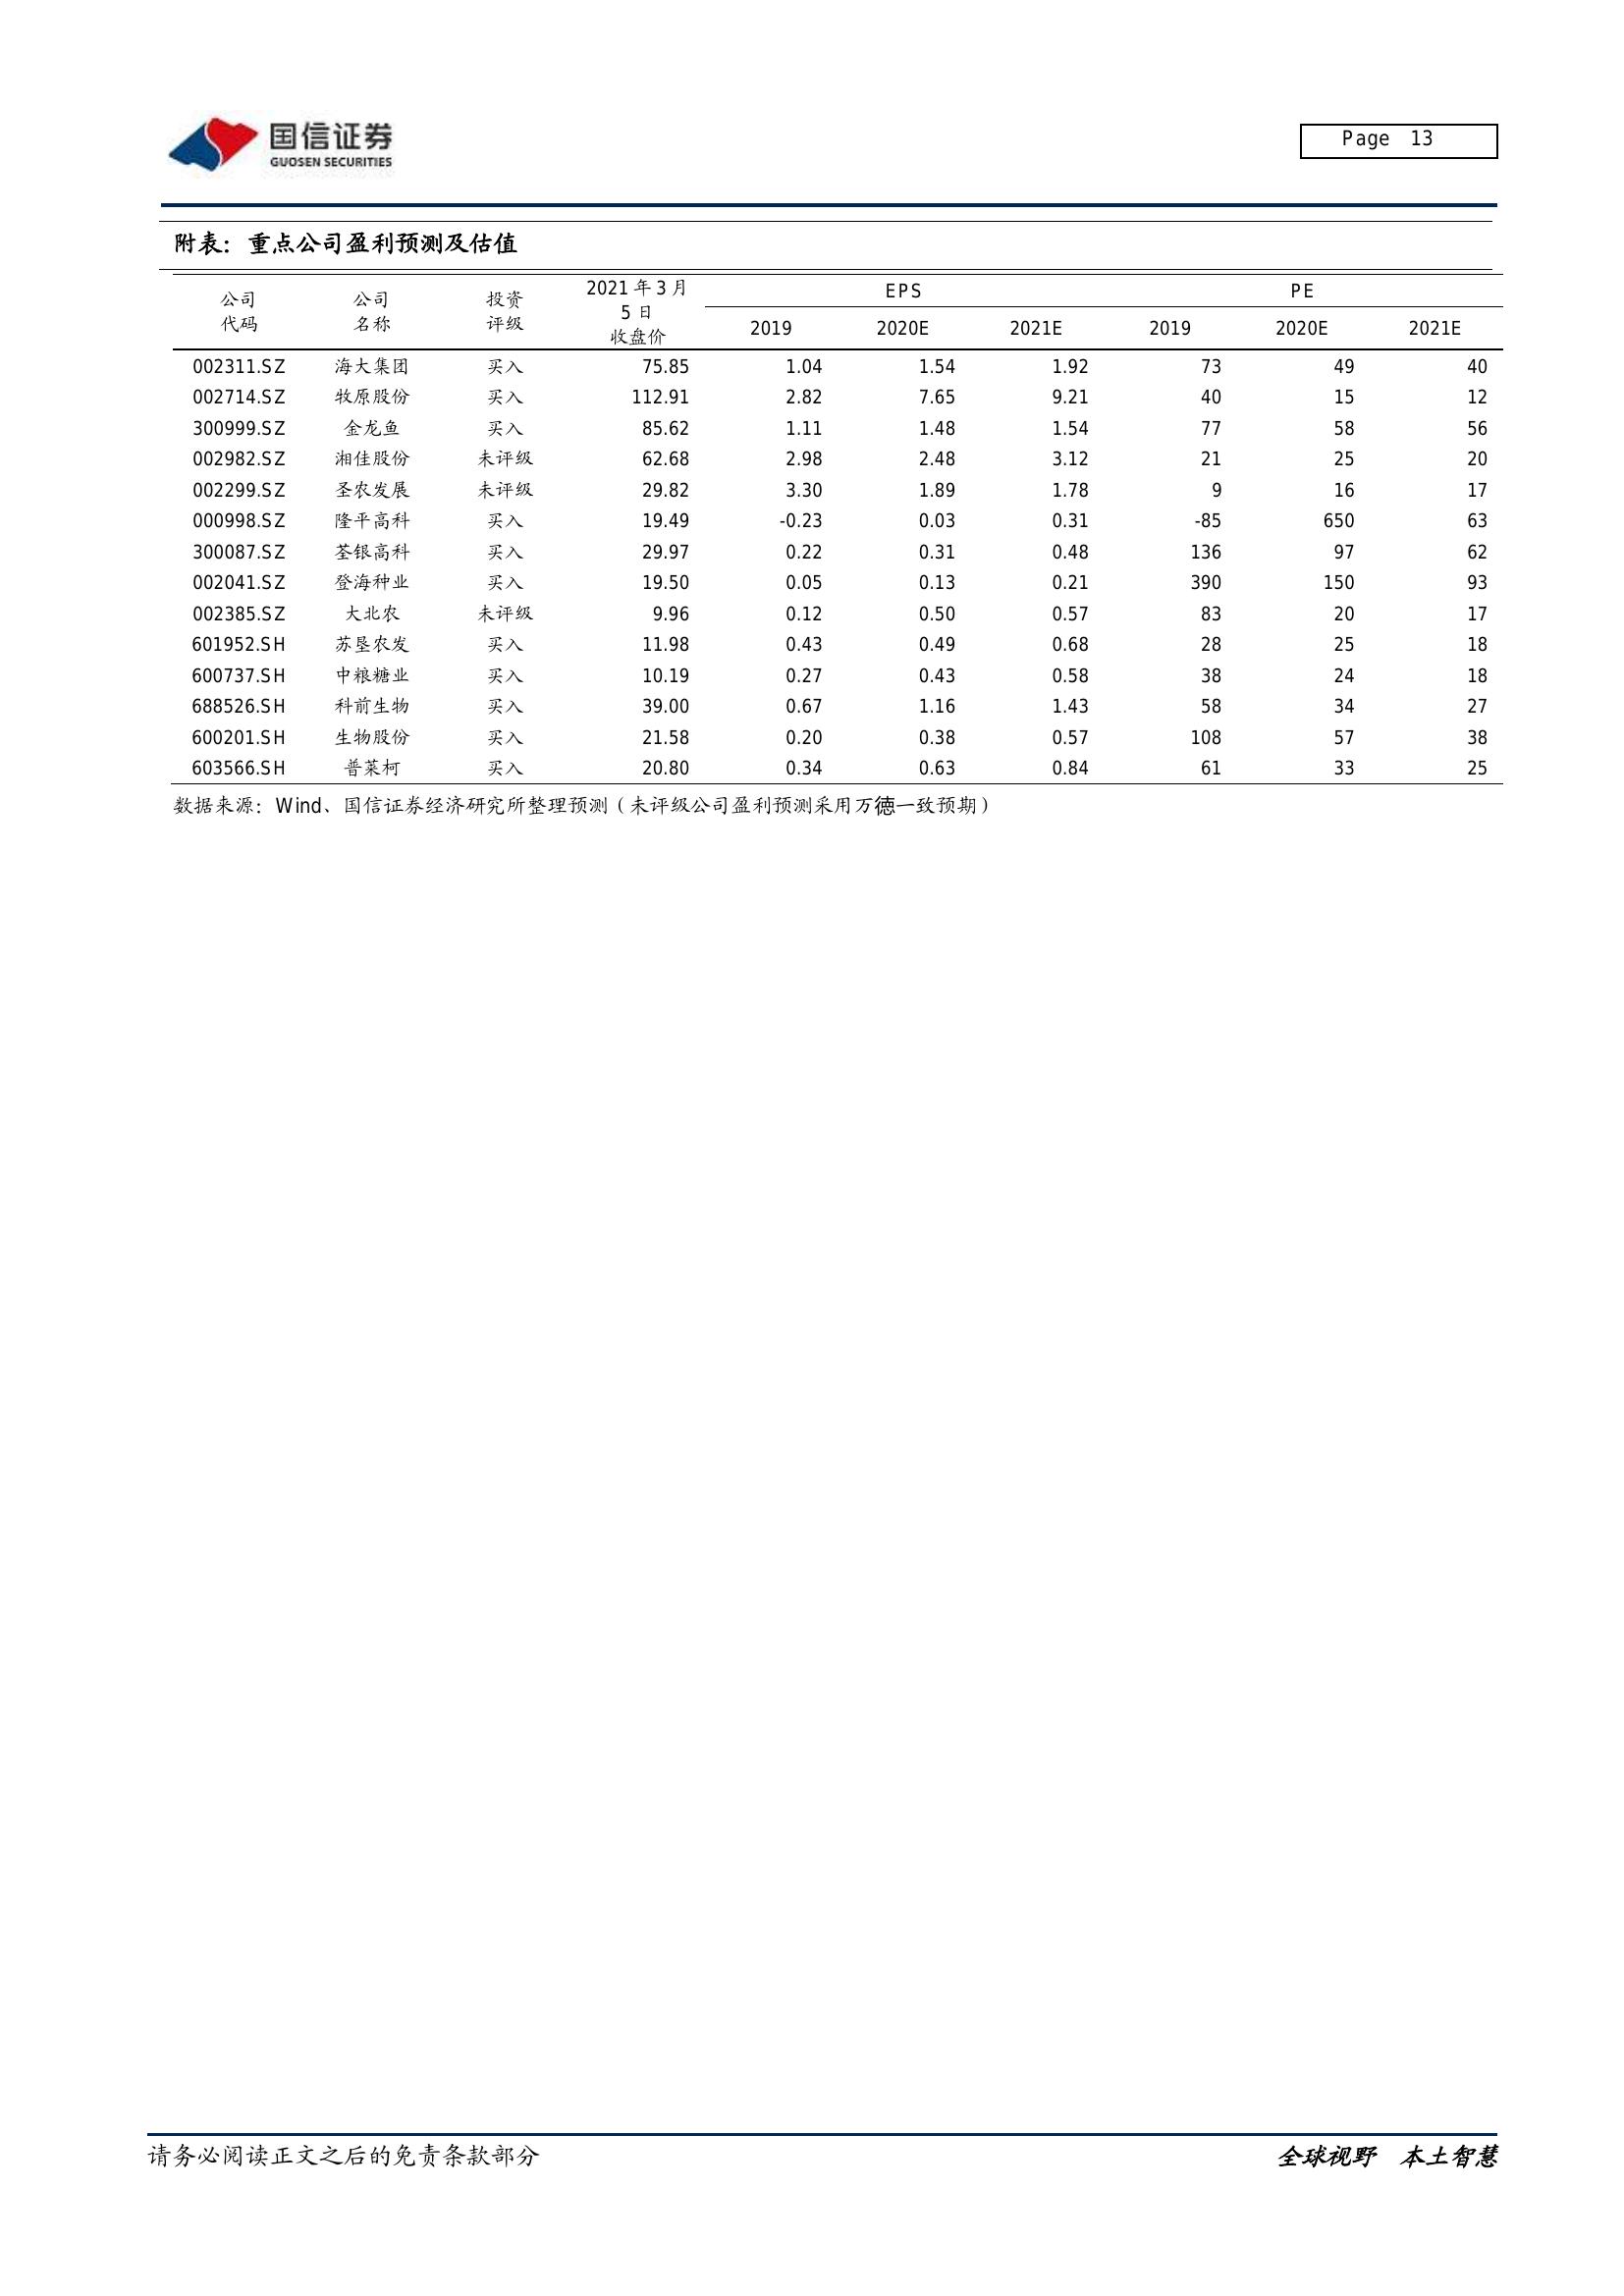 国信证券
GUOSEN SECURITIES
Page 13
附表：重点公司盈利预测及估值
公司代码 公司名称 投资评级 2021年3月5日收盘价 EPS PE
2019 2020E 2021E 2019 2020E 2021E
002311.SZ 海大集团 买入 75.85 1.04 1.54 1.92 73 49 40
002714.SZ 牧原股份 买入 112.91 2.82 7.65 9.21 40 15 12
300999.SZ 金龙鱼 买入 85.62 1.11 1.48 1.54 77 58 56
002982.SZ 湘佳股份 未评级 62.68 2.98 2.48 3.12 21 25 20
002299.SZ 圣农发展 未评级 29.82 3.30 1.89 1.78 9 16 17
000998.SZ 隆平高科 买入 19.49 -0.23 0.03 0.31 -85 650 63
300087.SZ 荃银高科 买入 29.97 0.22 0.31 0.48 136 97 62
002041.SZ 登海种业 买入 19.50 0.05 0.13 0.21 390 150 93
002385.SZ 大北农 未评级 9.96 0.12 0.50 0.57 83 20 17
601952.SH 苏垦农发 买入 11.98 0.43 0.49 0.68 28 25 18
600737.SH 中粮糖业 买入 10.19 0.27 0.43 0.58 38 24 18
688526.SH 科前生物 买入 39.00 0.67 1.16 1.43 58 34 27
600201.SH 生物股份 买入 21.58 0.20 0.38 0.57 108 57 38
603566.SH 普莱柯 买入 20.80 0.34 0.63 0.84 61 33 25
数据来源：Wind、国信证券经济研究所整理预测（未评级公司盈利预测采用万徳一致预期）
请务必阅读正文之后的免责条款部分
全球视野 本土智慧